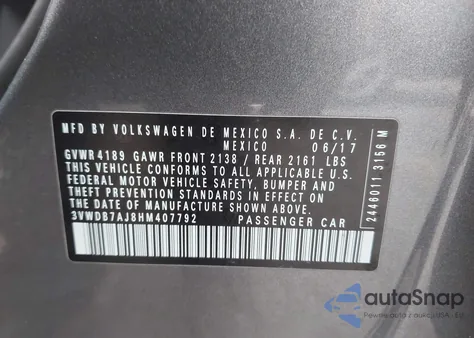 MFD BY VOLKSWAGEN DE MEXICO S.A. DE C.V.
MEXICO 06/17
GVWR 4189 GAWR FRONT 2138 / REAR 2161 LBS
THIS VEHICLE CONFORMS TO ALL APPLICABLE
FEDERAL MOTOR VEHICLE SAFETY, BUMPER AND
THEFT PREVENTION STANDARDS IN EFFECT ON
THE DATE OF MANUFACTURE SHOWN ABOVE.
3VWDB7AJ8HM407792 PASSENGER CAR
2446011.3156 M
autoSnap